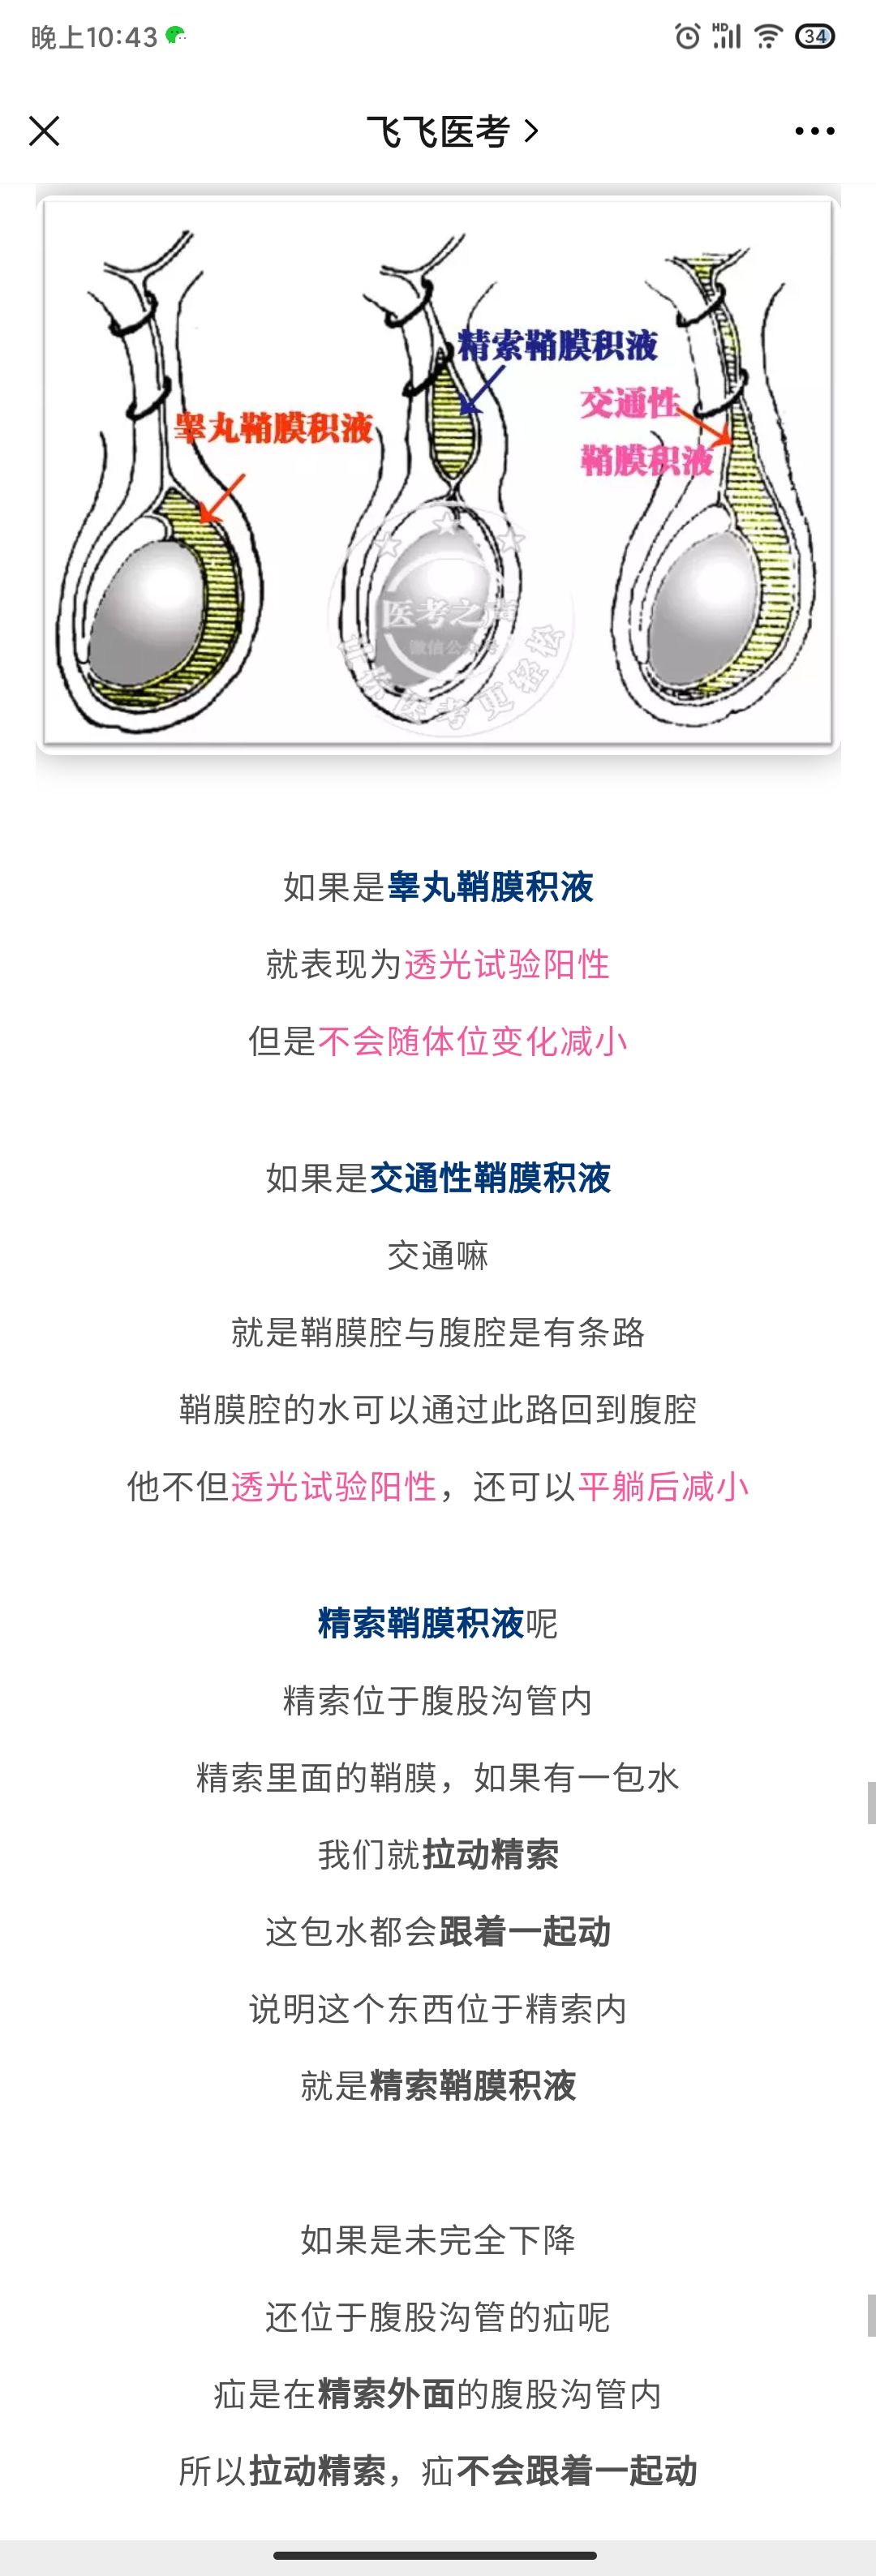 晚上10:43
HD
34
飞飞医考
精索鞘膜积液
交通性
睾丸鞘膜积液
鞘膜积液
医考之
微信公众号
医考更轻松
如果是睾丸鞘膜积液
就表现为透光试验阳性
但是不会随体位变化减小
如果是交通性鞘膜积液
交通嘛
就是鞘膜腔与腹腔是有条路
鞘膜腔的水可以通过此路回到腹腔
他不但透光试验阳性，还可以平躺后减小
精索鞘膜积液呢
精索位于腹股沟管内
精索里面的鞘膜，如果有一包水
我们就拉动精索
这包水都会跟着一起动
说明这个东西位于精索内
就是精索鞘膜积液
如果是未完全下降
还位于腹股沟管的疝呢
疝是在精索外面的腹股沟管内
所以拉动精索，疝不会跟着一起动